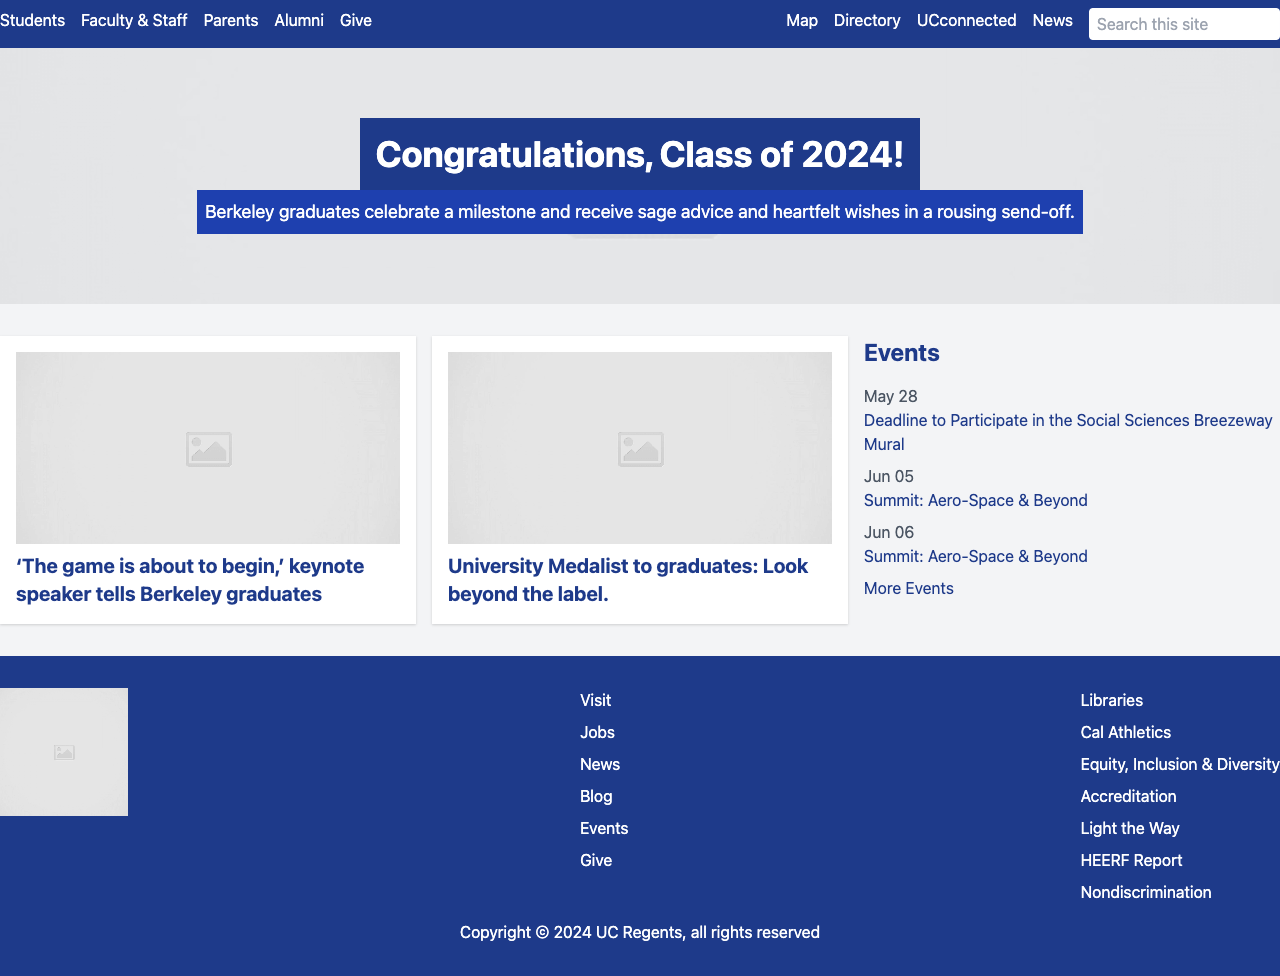 Students Faculty & Staff Parents Alumni Give Map Directory UCconnected News Search this site
Congratulations, Class of 2024!
Berkeley graduates celebrate a milestone and receive sage advice and heartfelt wishes in a rousing send-off.
‘The game is about to begin,’ keynote
speaker tells Berkeley graduates
University Medalist to graduates: Look
beyond the label.
Events
May 28
Deadline to Participate in the Social Sciences Breezeway
Mural
Jun 05
Summit: Aero-Space & Beyond
Jun 06
Summit: Aero-Space & Beyond
More Events
Visit
Jobs
News
Blog
Events
Give
Libraries
Cal Athletics
Equity, Inclusion & Diversity
Accreditation
Light the Way
HEERF Report
Nondiscrimination
Copyright © 2024 UC Regents, all rights reserved